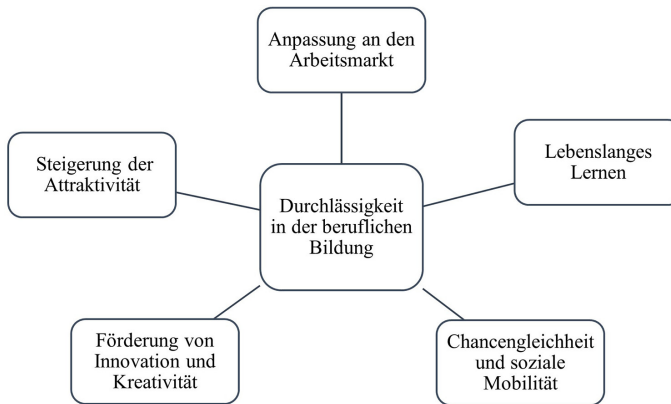 Anpassung an den
Arbeitsmarkt
Steigerung der
Attraktivität
Lebenslanges
Lernen
Durchlässigkeit
in der beruflichen
Bildung
Förderung von
Innovation und
Kreativität
Chancengleichheit
und soziale
Mobilität